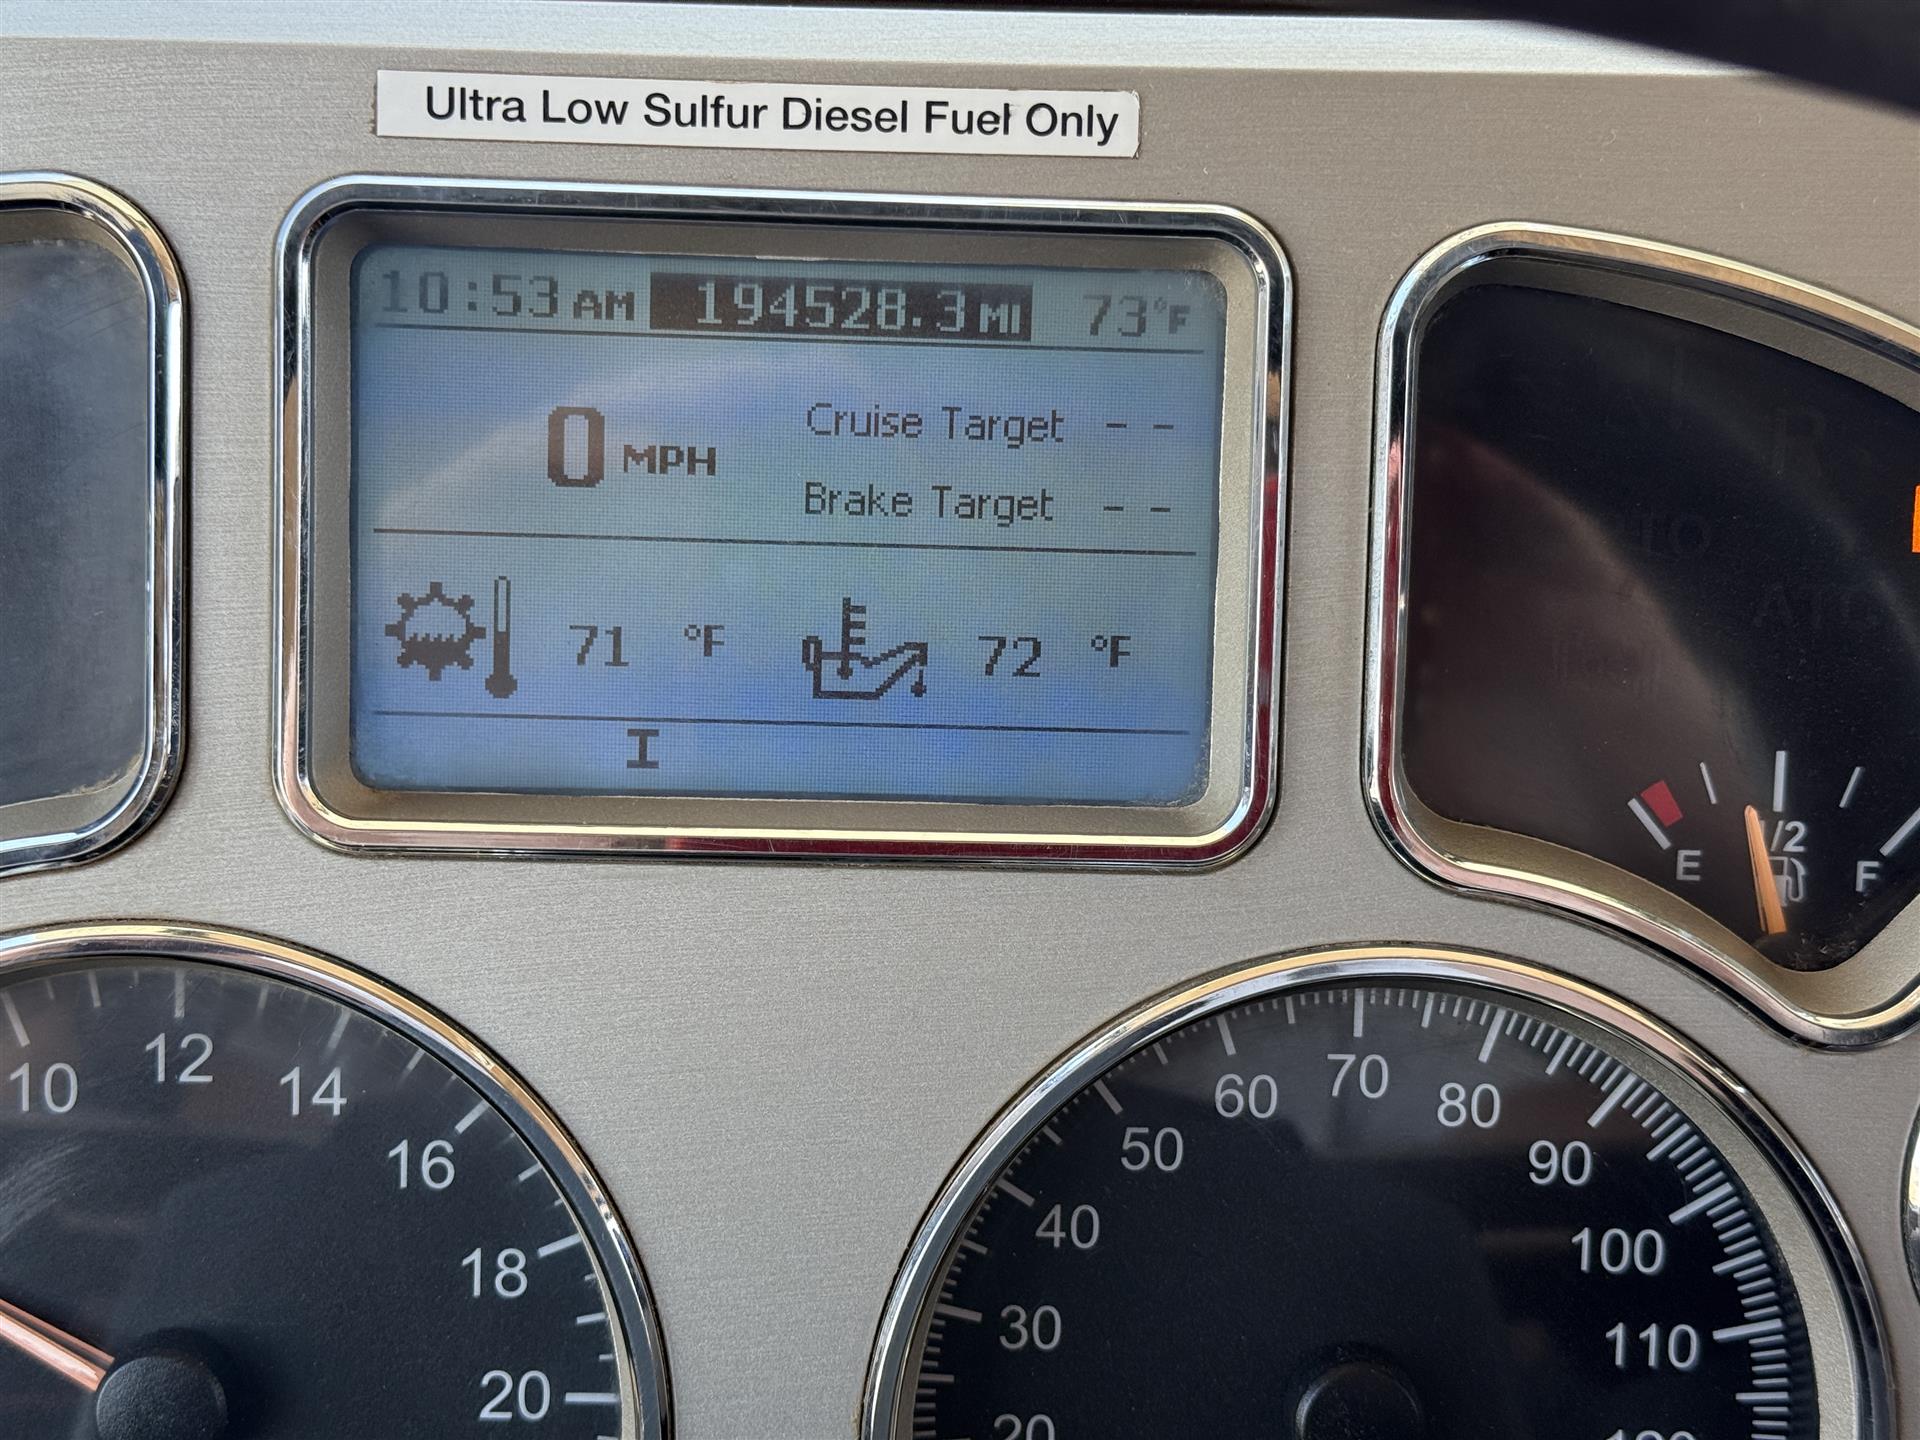 Ultra Low Sulfur Diesel Fuel Only
10:53 AM 194528.3 MI 73°F
0 MPH
Cruise Target - -
Brake Target - -
71 °F 72 °F
I
E 1/2 F
10 12 14 16 18 20
20 30 40 50 60 70 80 90 100 110